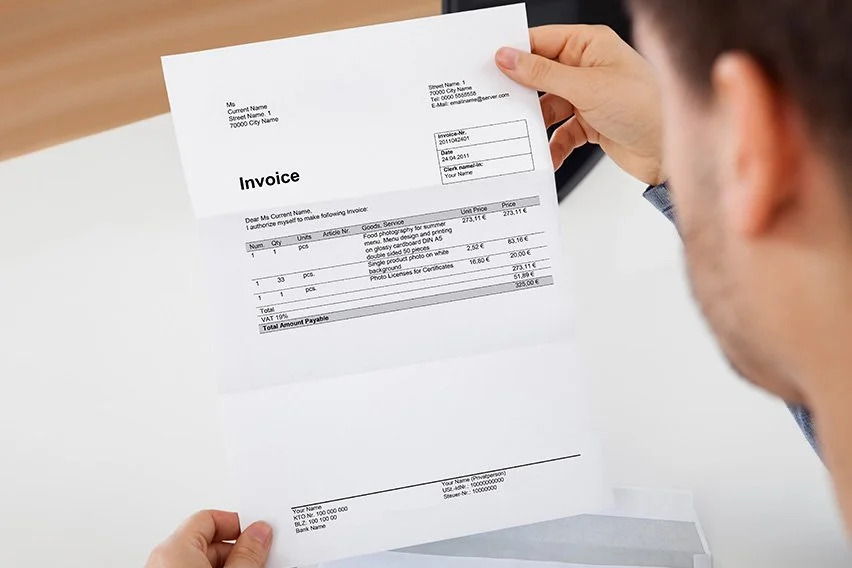 Ms
Current Name
Street Name. 1
70000 City Name
Street Name. 1
70000 City Name
Tel: 0000 5555555
E-Mail: emailname@server.com
Invoice-Nr.
2011042401
Date
24.04.2011
Clerk name/-in:
Your Name
Invoice
Dear Ms Current Name,
I authorize myself to make following Invoice:
Num Qty Units Article Nr. Goods, Service Unit Price Price
1 1 pcs Food photography for summer 273,11 € 273,11 €
menu. Menu design and printing
on glossy cardboard DIN A5
double sided 50 pieces
1 33 pcs. Single product photo on white 2,52 € 83,16 €
background
1 1 pcs. Photo Licenses for Certificates 16,80 € 20,00 €
Total 273,11 €
VAT 19% 51,89 €
Total Amount Payable 325,00 €
Your Name
KTO Nr. 100 000 000
BLZ: 100 100 00
Bank Name
Your Name (Privatperson)
USt.-IdNr.: 10000000000
Steuer-Nr.: 10000000